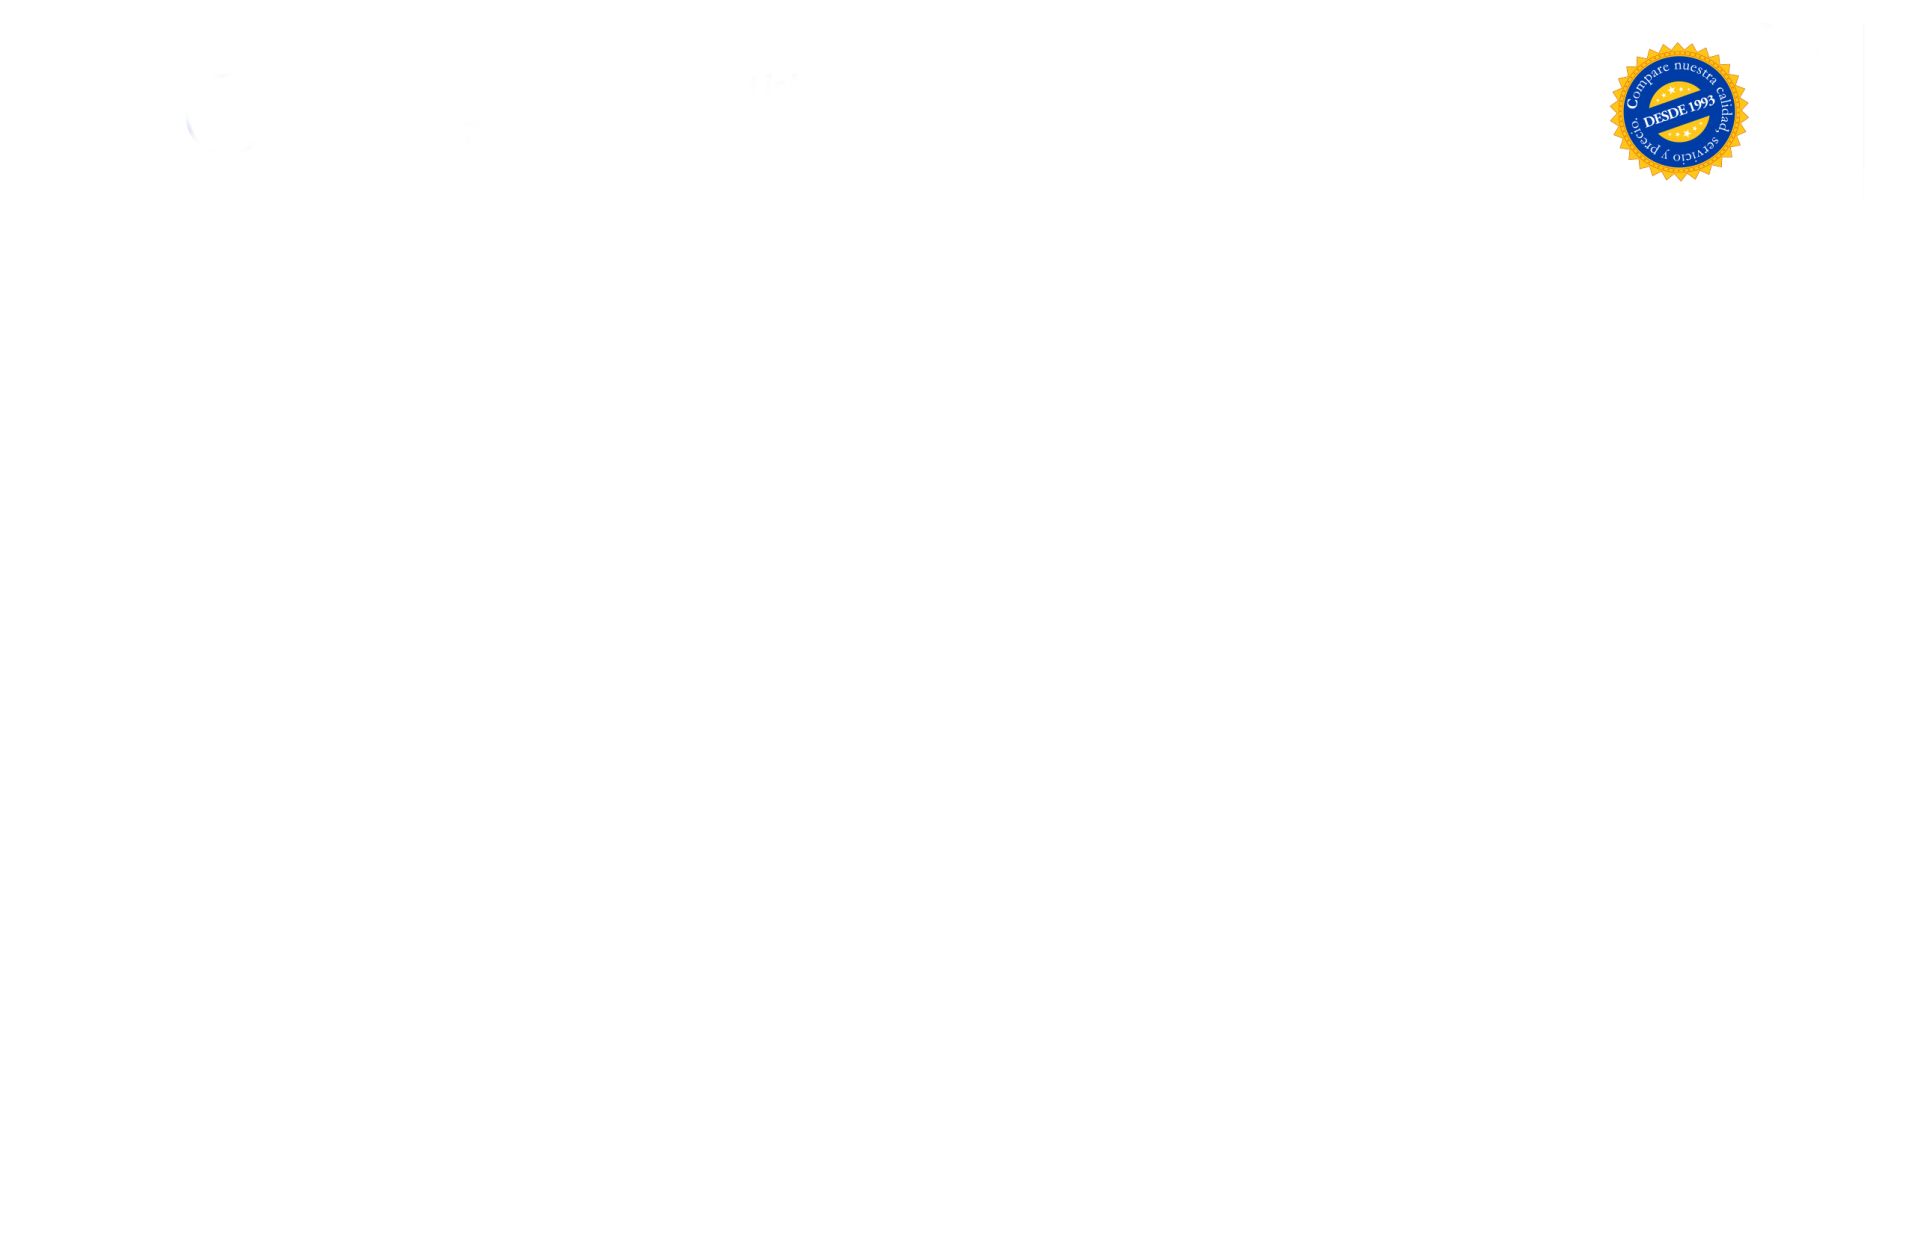 Compare nuestra calidad, servicio y precio.
DESDE 1993